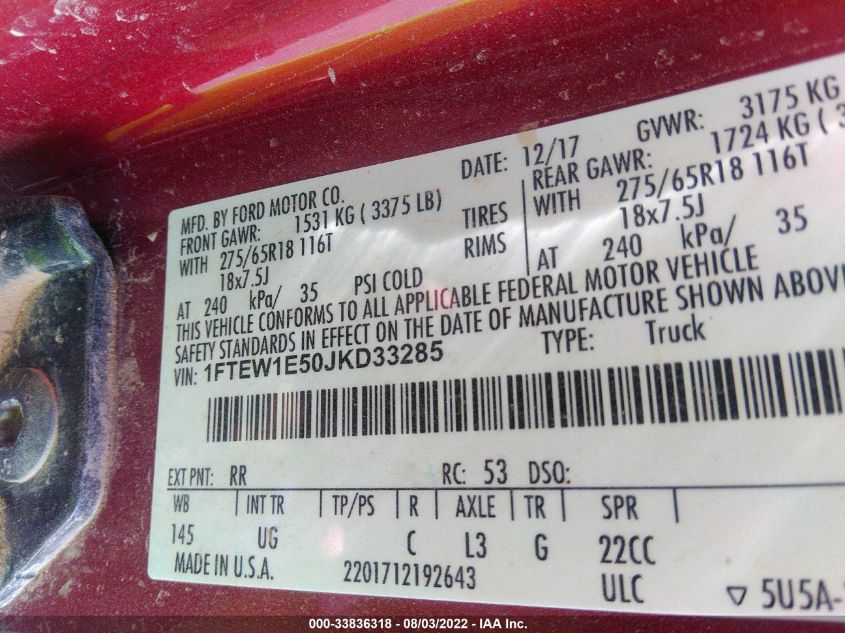 MFD. BY FORD MOTOR CO.
DATE: 12/17
GVWR: 3175 KG
FRONT GAWR: 1531 KG ( 3375 LB)
REAR GAWR: 1724 KG ( 3
WITH 275/65R18 116T
TIRES
WITH 275/65R18 116T
18x7.5J
RIMS
18x7.5J
AT 240 kPa/ 35 PSI COLD
AT 240 kPa/ 35
THIS VEHICLE CONFORMS TO ALL APPLICABLE FEDERAL MOTOR VEHICLE
SAFETY STANDARDS IN EFFECT ON THE DATE OF MANUFACTURE SHOWN ABOVE
VIN: 1FTEW1E50JKD33285
TYPE: Truck
EXT PNT: RR RC: 53 DSO:
WB | INT TR | TP/PS | R | AXLE | TR | SPR |
145 UG C L3 G 22CC
MADE IN U.S.A. 2201712192643 ULC ▽ 5U5A-
000-33836318 - 08/03/2022 - IAA Inc.